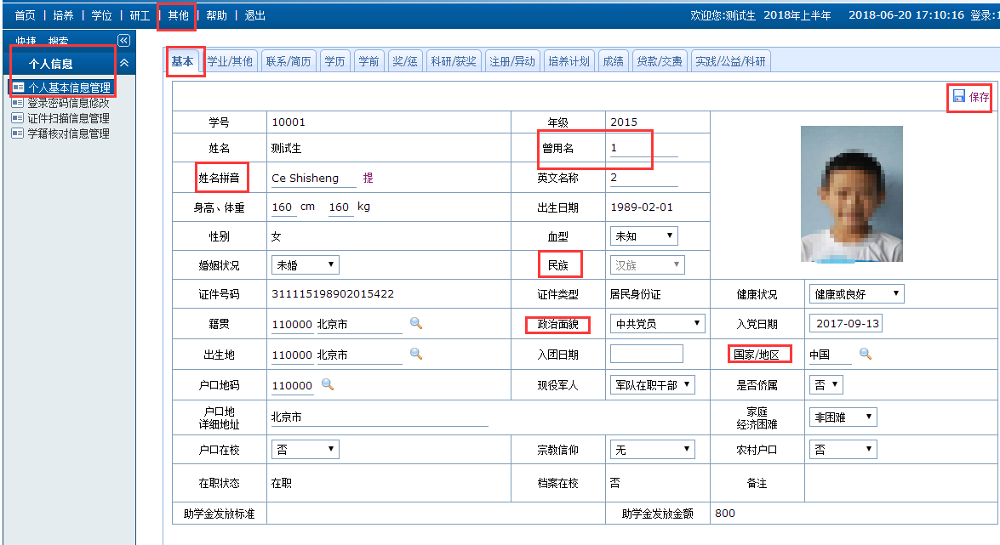 首页 | 培养 | 学位 | 研工 | 其他 | 帮助 | 退出 欢迎您:测试生 2018年上半年 2018-06-20 17:10:16 登录:1
快捷 搜索
个人信息
个人基本信息管理
登录密码信息修改
证件扫描信息管理
学籍核对信息管理
基本 学业/其他 联系/简历 学历 学前 奖/惩 科研/获奖 注册/异动 培养计划 成绩 贷款/交费 实践/公益/科研
保存
学号 10001 年级 2015
姓名 测试生 曾用名 1
姓名拼音 Ce Shisheng 提 英文名称 2
身高、体重 160 cm 160 kg 出生日期 1989-02-01
性别 女 血型 未知
婚姻状况 未婚 民族 汉族
证件号码 311115198902015422 证件类型 居民身份证 健康状况 健康或良好
籍贯 110000 北京市 政治面貌 中共党员 入党日期 2017-09-13
出生地 110000 北京市 入团日期 国家/地区 中国
户口地码 110000 现役军人 军队在职干部 是否侨属 否
户口地
详细地址 北京市 家庭
经济困难 非困难
户口在校 否 宗教信仰 无 农村户口 否
在职状态 在职 档案在校 否 备注
助学金发放标准 助学金发放金额 800